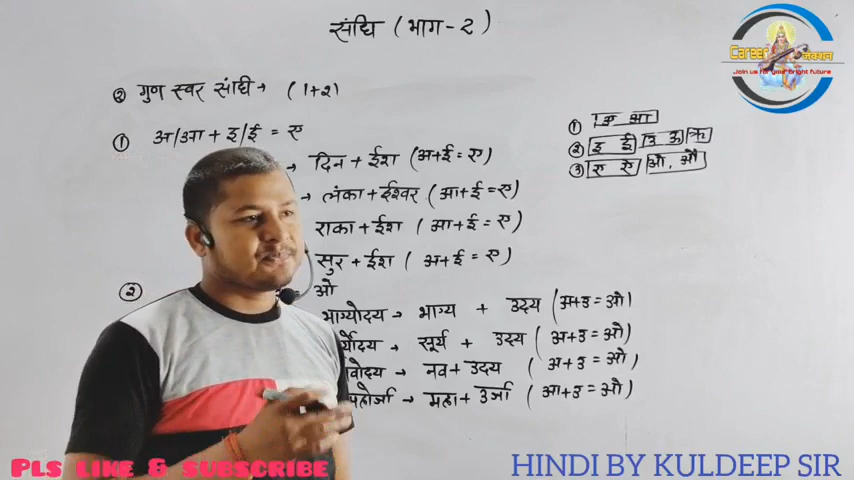 संधि (भाग-2)
Career जंक्शन
Join us for your bright future
② गुण स्वर संधी → (1+2)
① अ/आ + इ/ई = ए
→ दिन + ईश (अ+ई = ए)
→ लंका + ईश्वर (आ+ई = ए)
राका + ईश (आ+ई = ए)
सुर + ईश (अ+ई = ए)
① अ आ
② इ ई उ ऊ ऋ
③ ए ऐ ओ, औ
② ओ
भाग्योदय → भाग्य + उदय (अ+उ = ओ)
र्योदय → सूर्य + उदय (अ+उ = ओ)
वोदय → नव + उदय (अ+उ = ओ)
महोर्जा → महा + उर्जा (आ+उ = ओ)
PLS LIKE & SUBSCRIBE
HINDI BY KULDEEP SIR